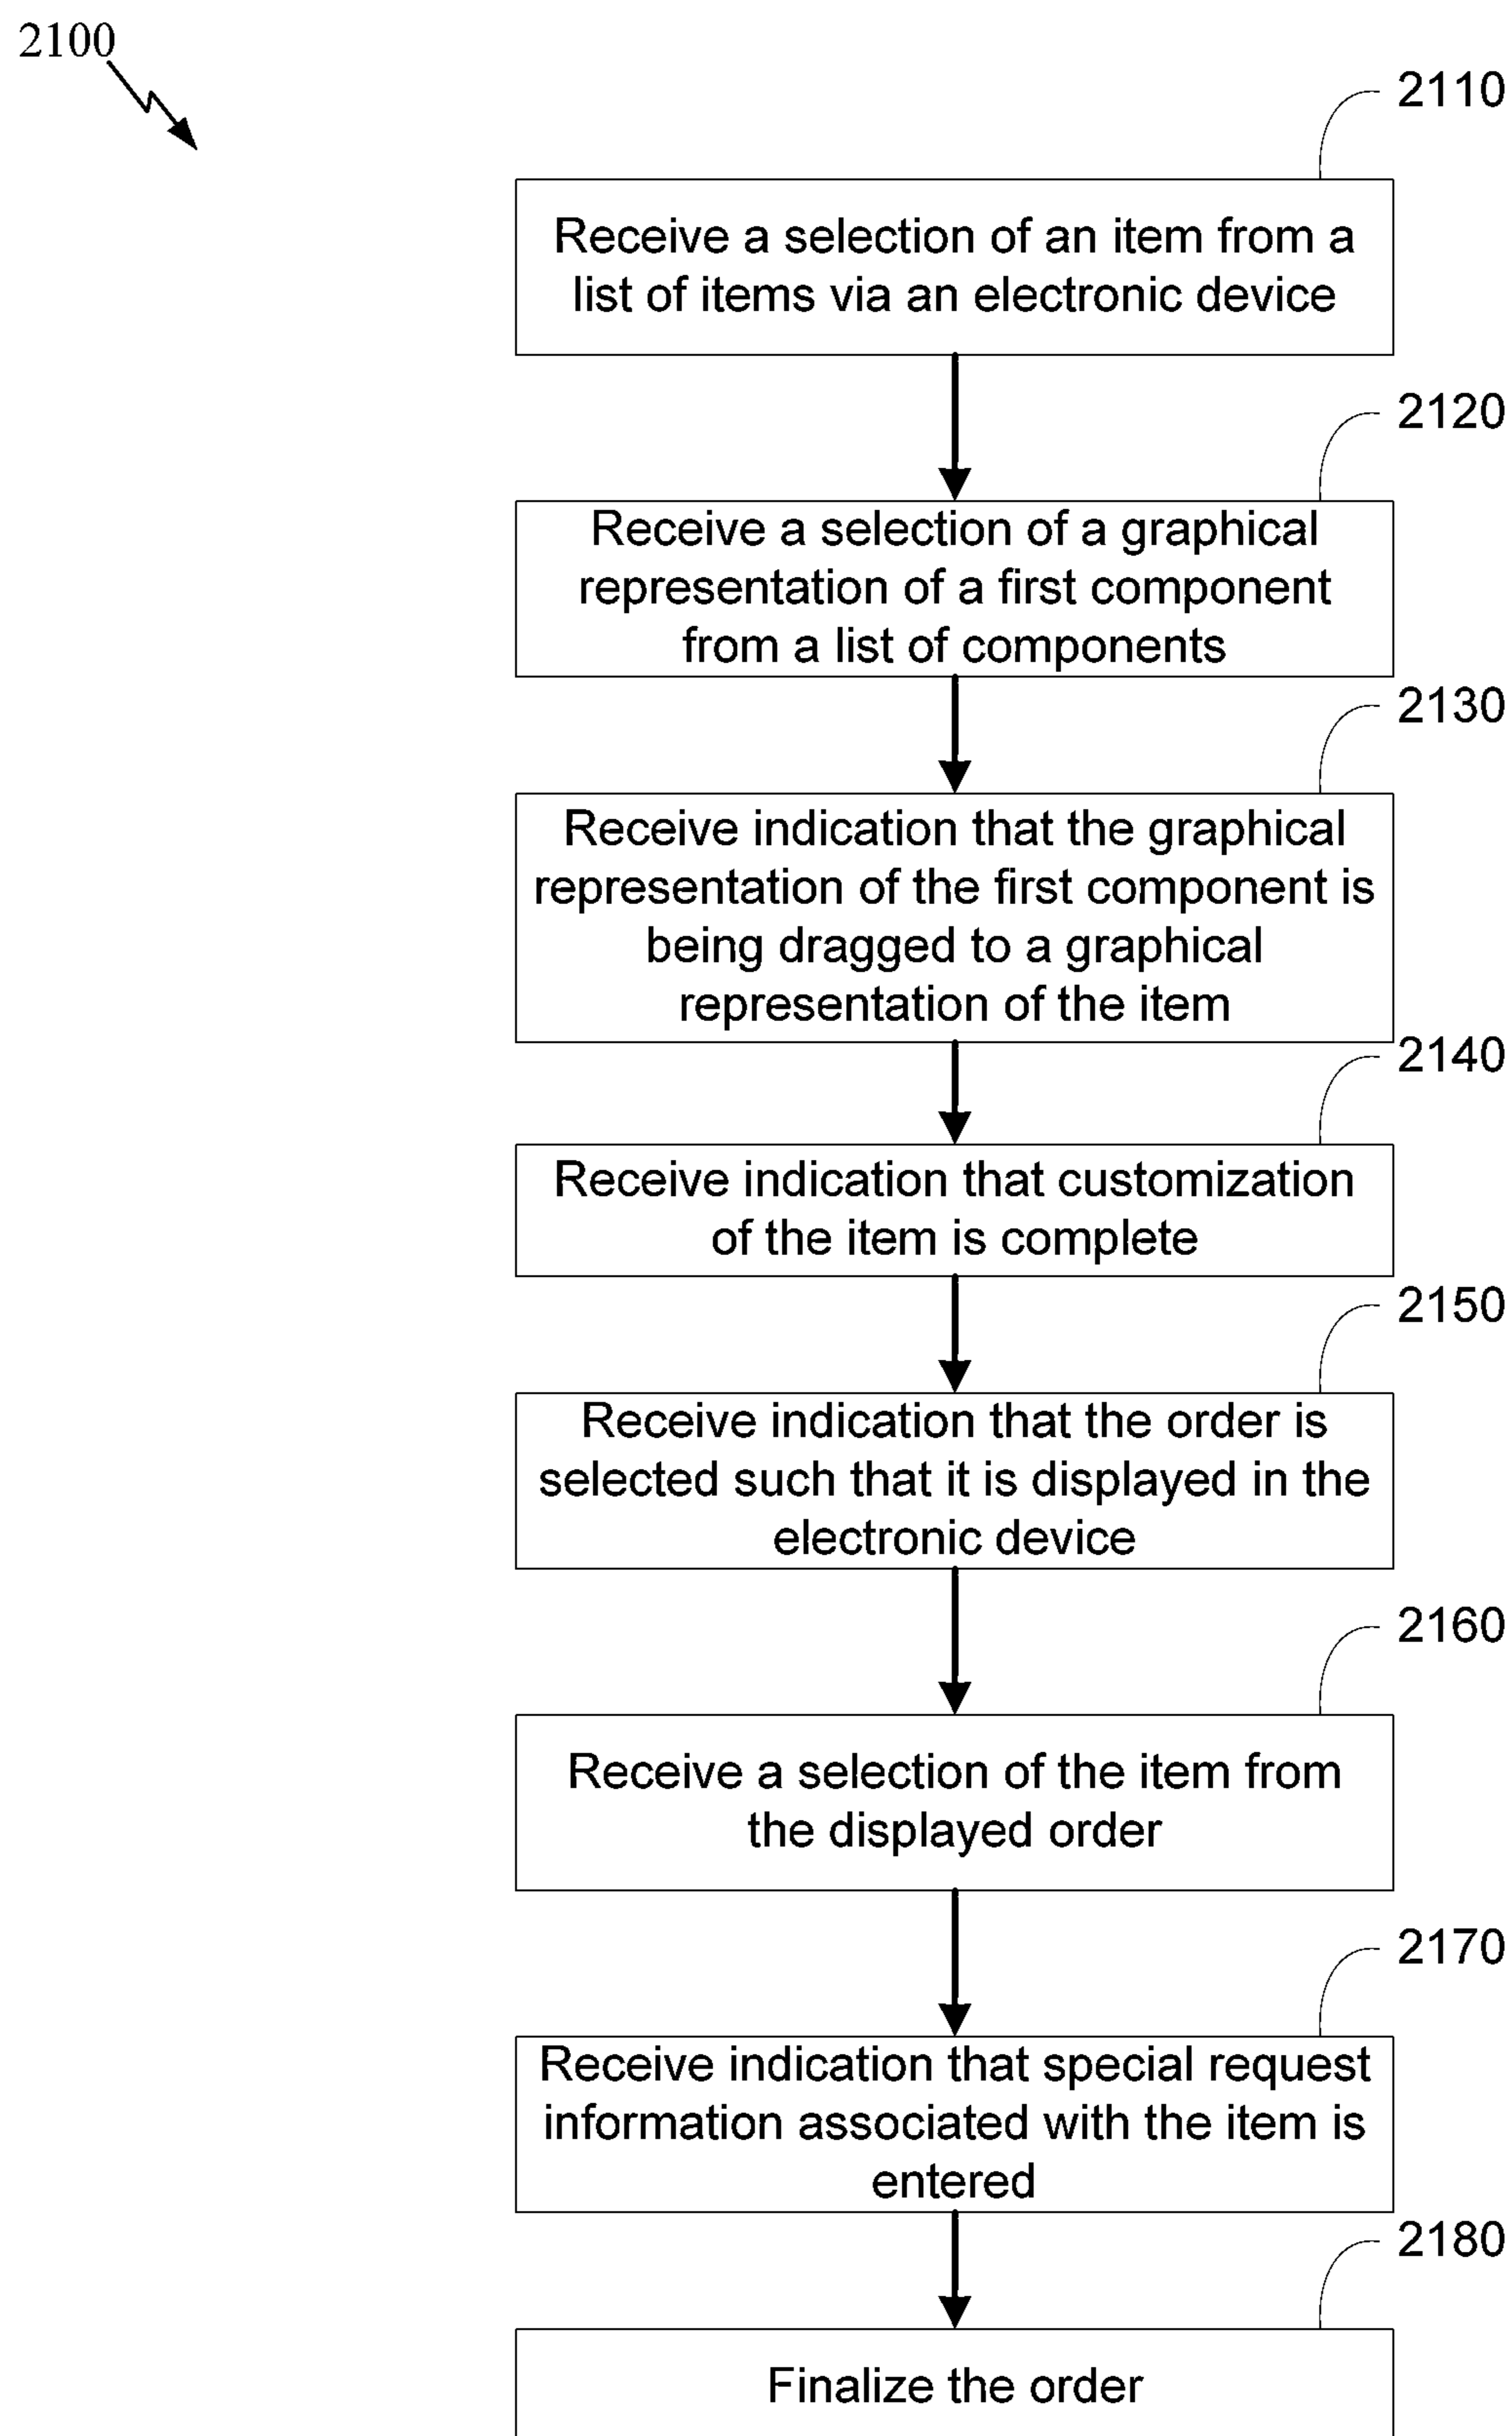 2100
2110
Receive a selection of an item from a
list of items via an electronic device
2120
Receive a selection of a graphical
representation of a first component
from a list of components
2130
Receive indication that the graphical
representation of the first component is
being dragged to a graphical
representation of the item
2140
Receive indication that customization
of the item is complete
2150
Receive indication that the order is
selected such that it is displayed in the
electronic device
2160
Receive a selection of the item from
the displayed order
2170
Receive indication that special request
information associated with the item is
entered
2180
Finalize the order